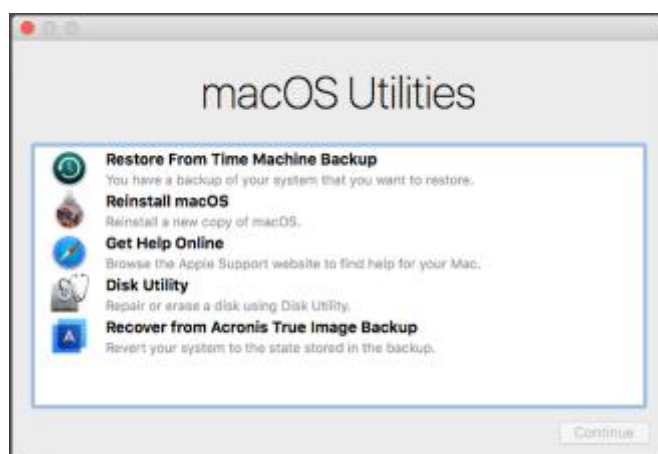 macOS Utilities
Restore From Time Machine Backup
You have a backup of your system that you want to restore.
Reinstall macOS
Reinstall a new copy of macOS.
Get Help Online
Browse the Apple Support website to find help for your Mac.
Disk Utility
Repair or erase a disk using Disk Utility.
Recover from Acronis True Image Backup
Revert your system to the state stored in the backup.
Continue